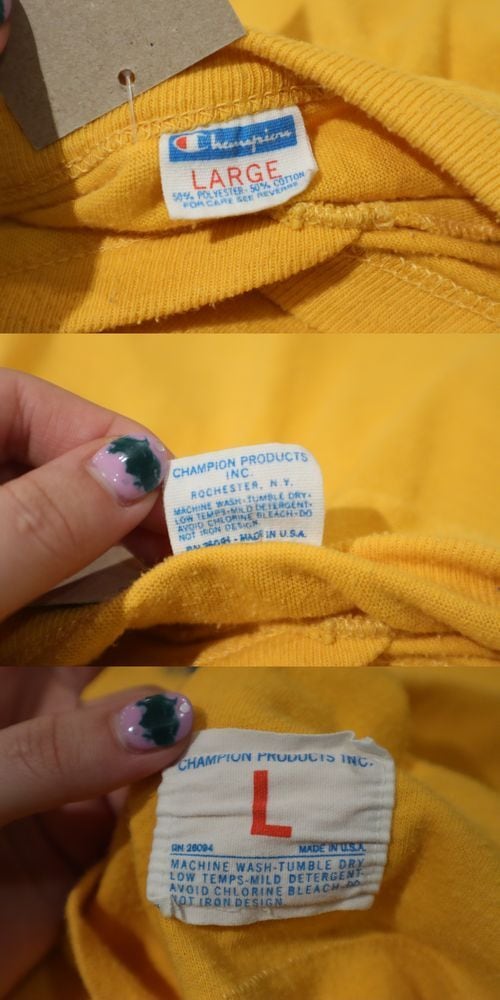 Champion
LARGE
50% POLYESTER - 50% COTTON
FOR CARE SEE REVERSE
CHAMPION PRODUCTS
INC.
ROCHESTER, N.Y.
MACHINE WASH-TUMBLE DRY-
LOW TEMPS-MILD DETERGENT-
AVOID CHLORINE BLEACH-DO
NOT IRON DESIGN.
RN 26094 - MADE IN U.S.A.
CHAMPION PRODUCTS INC.
L
RN 26094 MADE IN U.S.A.
MACHINE WASH-TUMBLE DRY
LOW TEMPS-MILD DETERGENT-
AVOID CHLORINE BLEACH-DO
NOT IRON DESIGN.